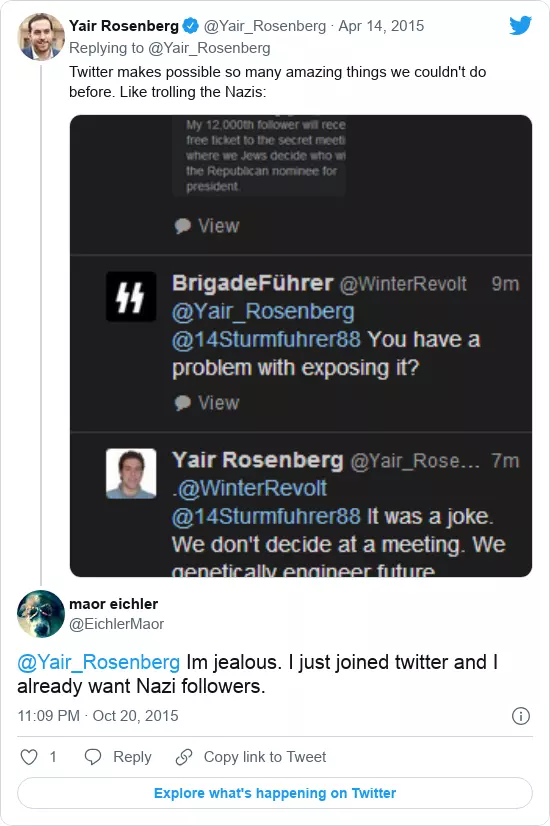 Yair Rosenberg @Yair_Rosenberg · Apr 14, 2015
Replying to @Yair_Rosenberg
Twitter makes possible so many amazing things we couldn't do
before. Like trolling the Nazis:
My 12,000th follower will rece
free ticket to the secret meeti
where we Jews decide who wi
the Republican nominee for
president.
View
BrigadeFührer @WinterRevolt 9m
@Yair_Rosenberg
@14Sturmfuhrer88 You have a
problem with exposing it?
View
Yair Rosenberg @Yair_Rose... 7m
.@WinterRevolt
@14Sturmfuhrer88 It was a joke.
We don't decide at a meeting. We
genetically engineer future
maor eichler
@EichlerMaor
@Yair_Rosenberg Im jealous. I just joined twitter and I
already want Nazi followers.
11:09 PM · Oct 20, 2015
1 Reply Copy link to Tweet
Explore what's happening on Twitter